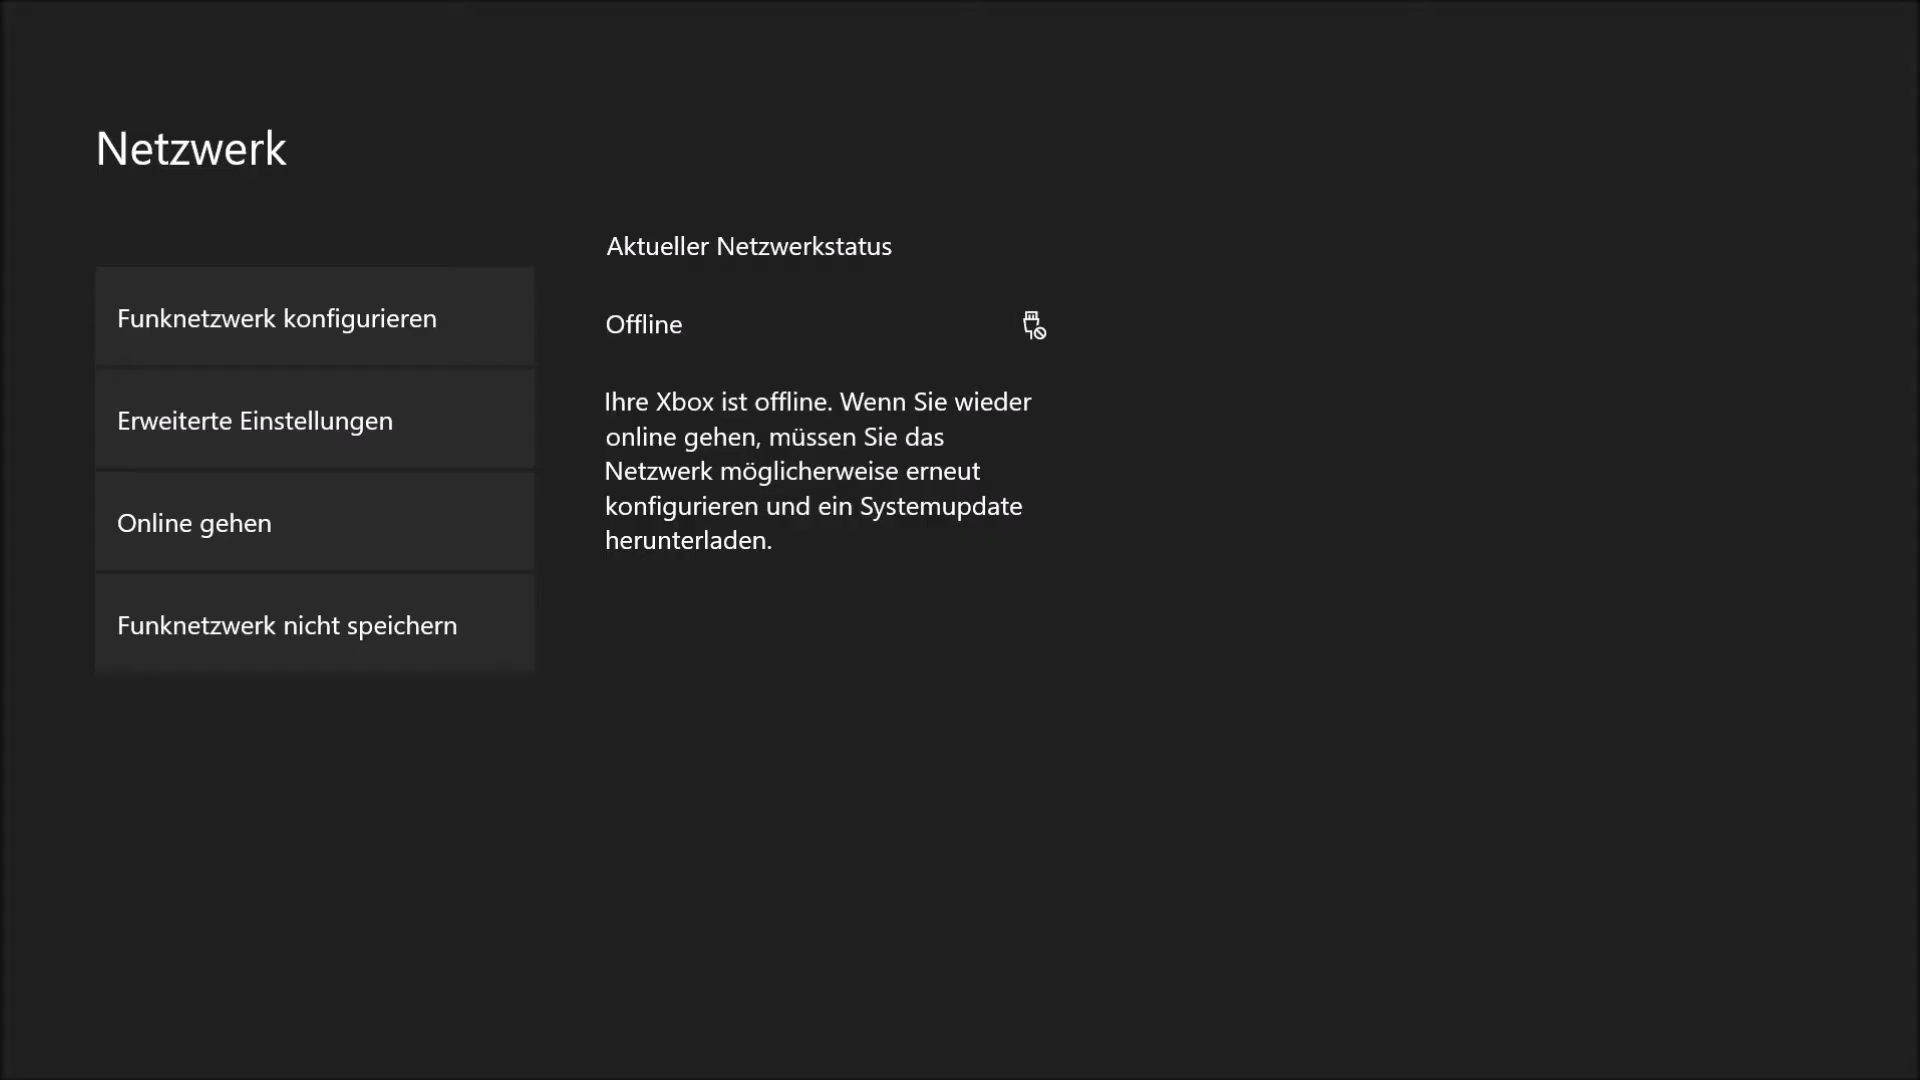 Netzwerk
Funknetzwerk konfigurieren
Erweiterte Einstellungen
Online gehen
Funknetzwerk nicht speichern
Aktueller Netzwerkstatus
Offline
Ihre Xbox ist offline. Wenn Sie wieder
online gehen, müssen Sie das
Netzwerk möglicherweise erneut
konfigurieren und ein Systemupdate
herunterladen.